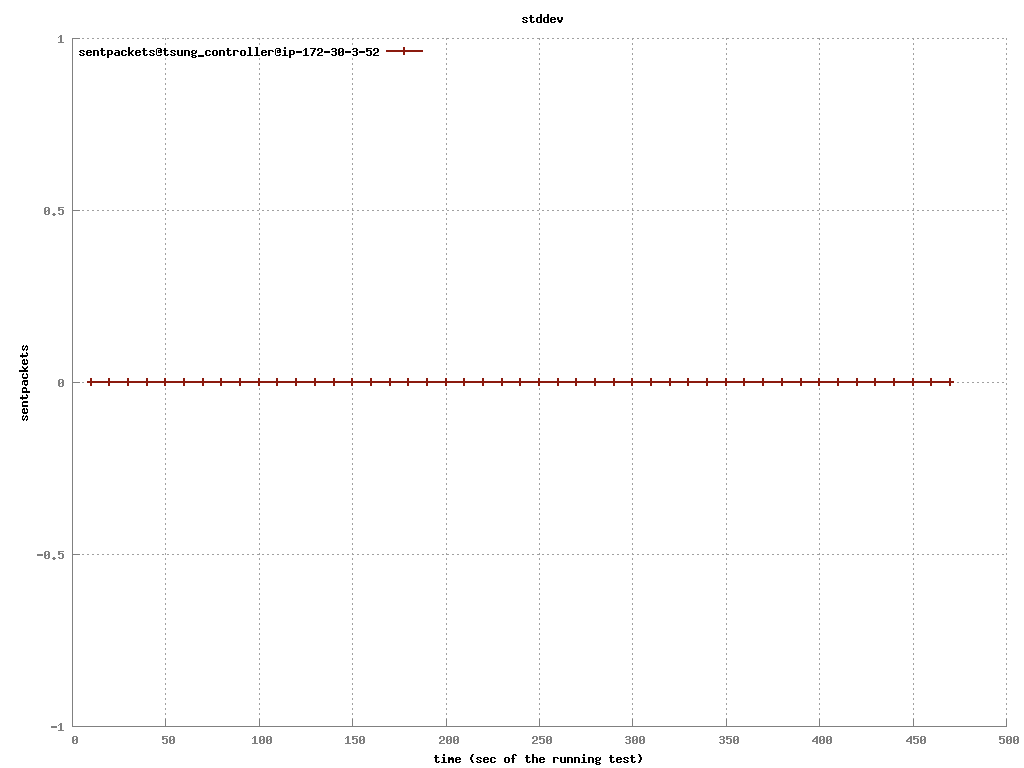 stddev
sentpackets@tsung_controller@ip-172-30-3-52
1
0.5
0
-0.5
-1
sentpackets
0 50 100 150 200 250 300 350 400 450 500
time (sec of the running test)